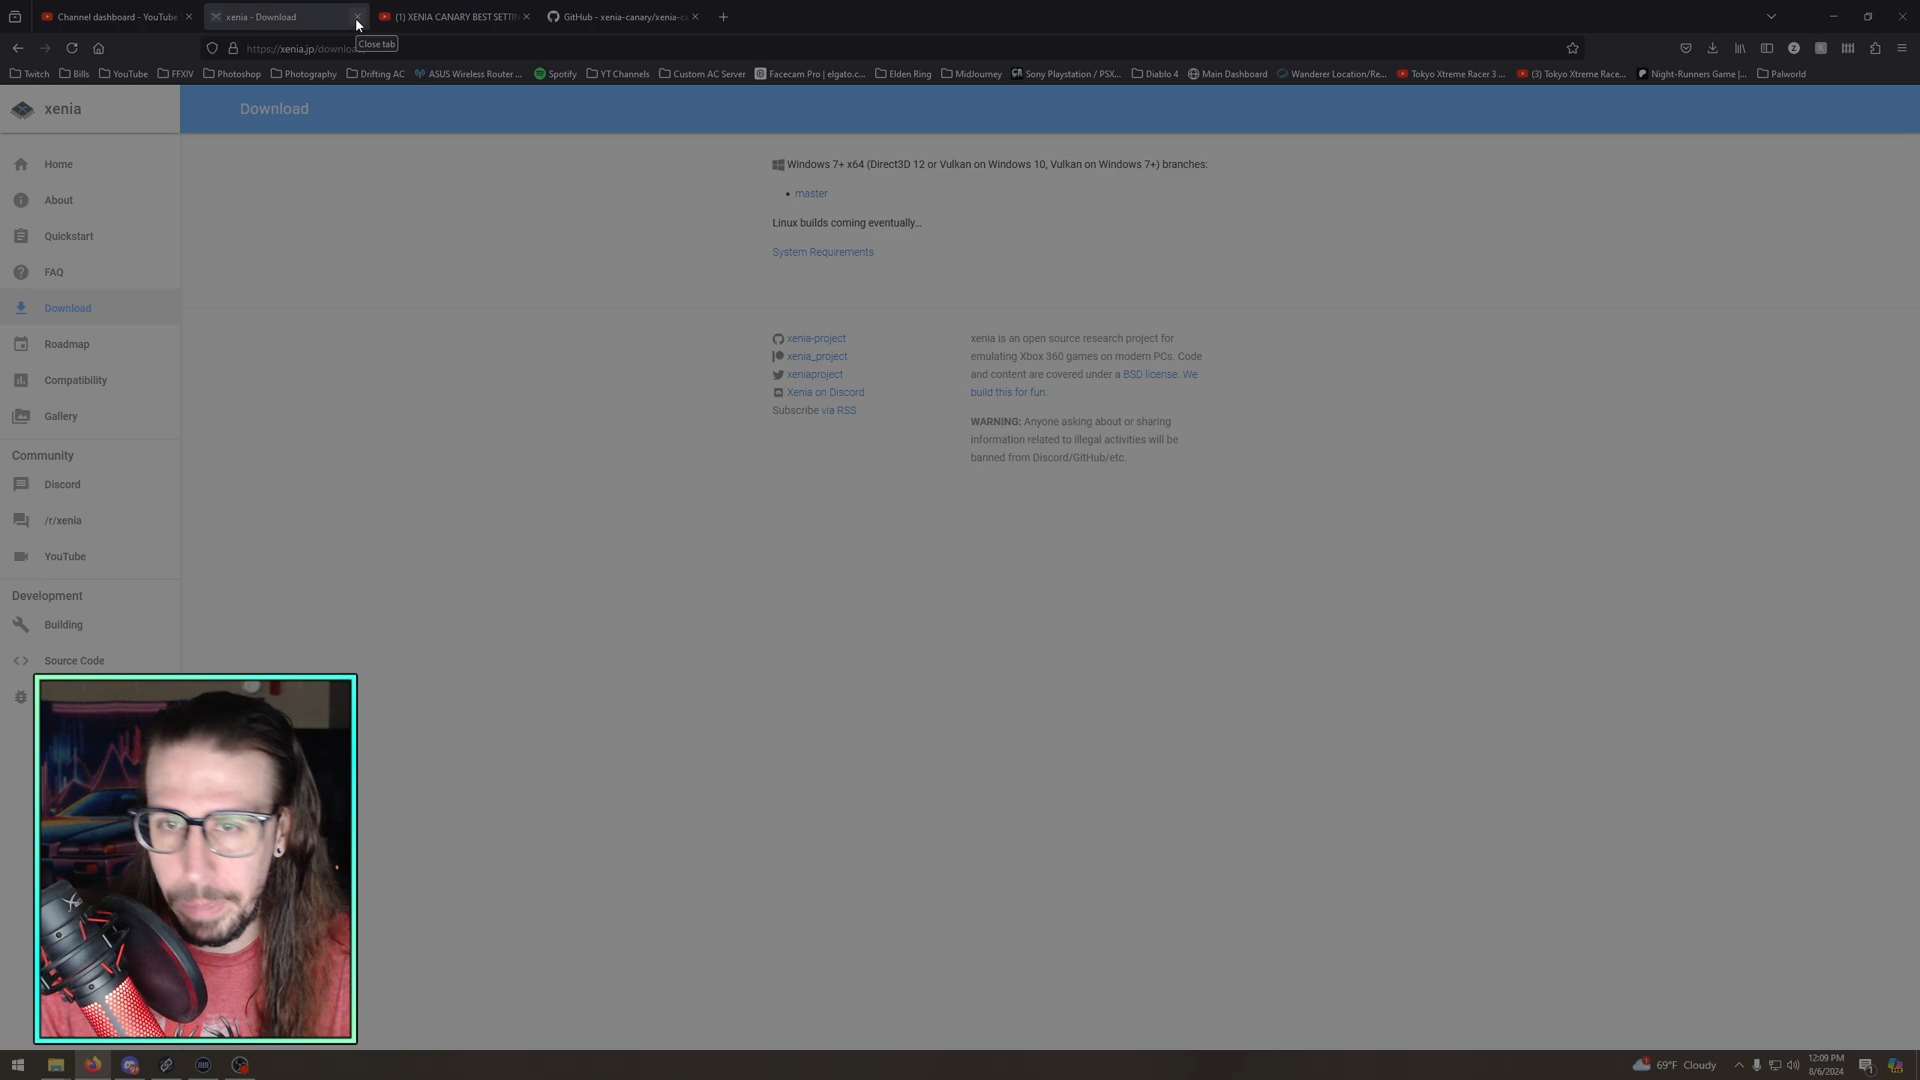 Channel dashboard - YouTube
xenia - Download
(1) XENIA CANARY BEST SETTIN
GitHub - xenia-canary/xenia-c
Close tab
https://xenia.jp/download
Twitch
Bills
YouTube
FFXIV
Photoshop
Photography
Drifting AC
ASUS Wireless Router ...
Spotify
YT Channels
Custom AC Server
Facecam Pro | elgato.c...
Elden Ring
MidJourney
Sony Playstation / PSX...
Diablo 4
Main Dashboard
Wanderer Location/Re...
Tokyo Xtreme Racer 3 ...
(3) Tokyo Xtreme Race...
Night-Runners Game |...
Palworld
xenia
Download
Home
About
Quickstart
FAQ
Download
Roadmap
Compatibility
Gallery
Community
Discord
/r/xenia
YouTube
Development
Building
Source Code
Windows 7+ x64 (Direct3D 12 or Vulkan on Windows 10, Vulkan on Windows 7+) branches:
• master
Linux builds coming eventually...
System Requirements
xenia-project
xenia_project
xeniaproject
Xenia on Discord
Subscribe via RSS
xenia is an open source research project for
emulating Xbox 360 games on modern PCs. Code
and content are covered under a BSD license. We
build this for fun.
WARNING: Anyone asking about or sharing
information related to illegal activities will be
banned from Discord/GitHub/etc.
69°F Cloudy
12:09 PM
8/6/2024